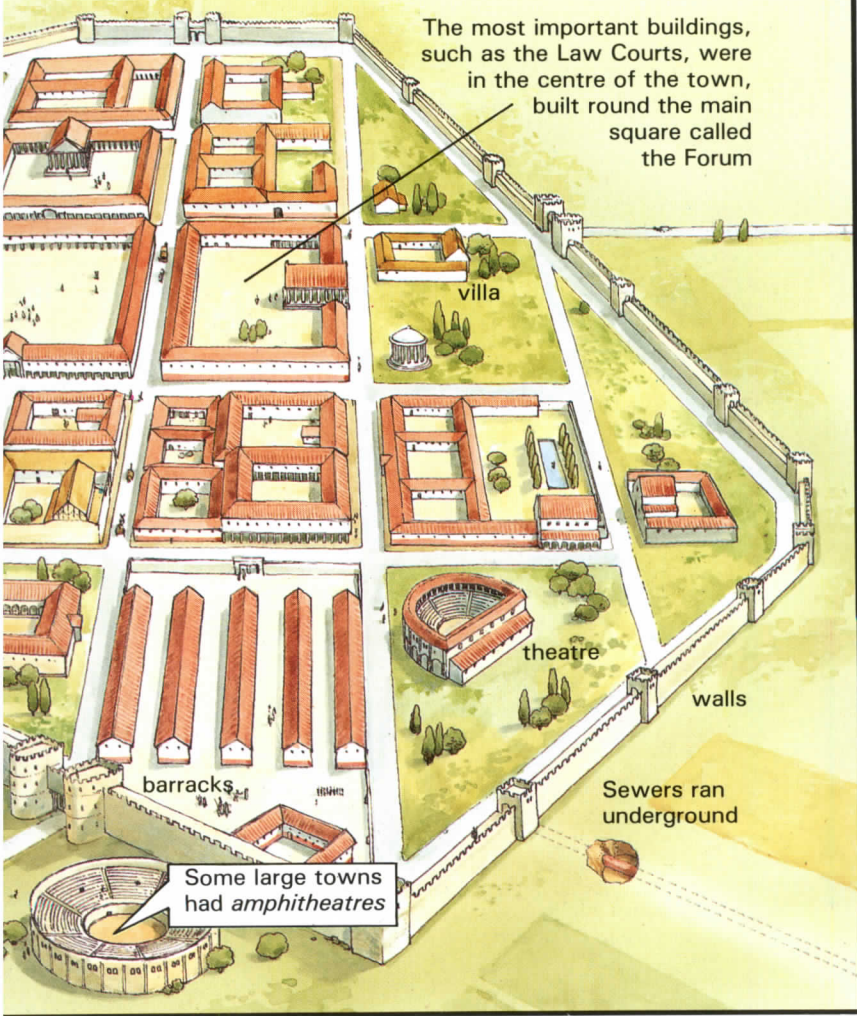 The most important buildings,
such as the Law Courts, were
in the centre of the town,
built round the main
square called
the Forum
villa
theatre
walls
barracks
Sewers ran
underground
Some large towns
had amphitheatres